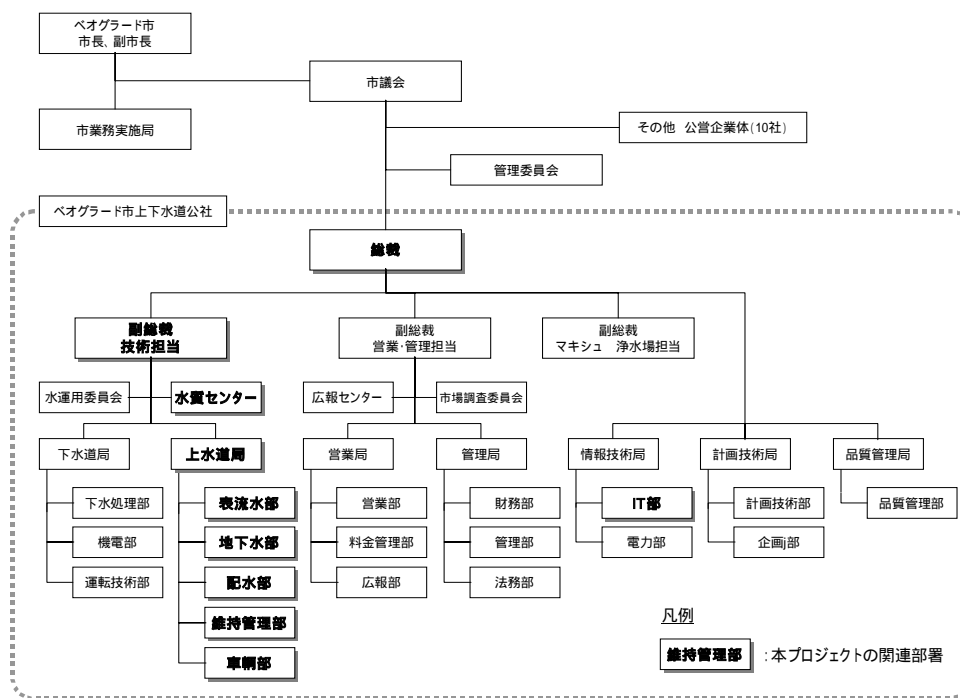 ベオグラード市
市長、副市長
市議会
市業務実施局
その他 公営企業体(10社)
管理委員会
ベオグラード市上下水道公社
総裁
副総裁
技術担当
副総裁
営業・管理担当
副総裁
マキシュ 浄水場担当
水運用委員会
水質センター
広報センター
市場調査委員会
下水道局
上水道局
営業局
管理局
情報技術局
計画技術局
品質管理局
下水処理部
表流水部
営業部
財務部
IT部
計画技術部
品質管理部
機電部
地下水部
料金管理部
管理部
電力部
企画j部
運転技術部
配水部
広報部
法務部
維持管理部
車輌部
凡例
維持管理部
:本プロジェクトの関連部署